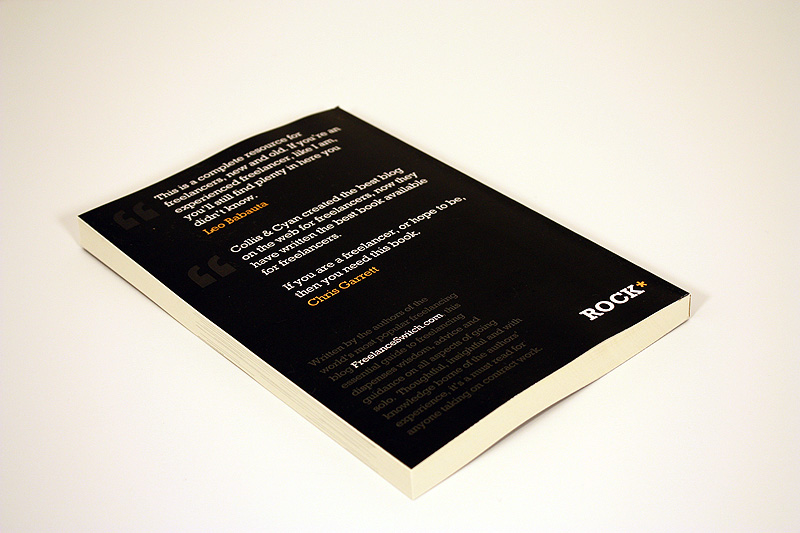 This is a complete resource for
freelancers, new and old. If you're an
experienced freelancer, like I am,
you'll still find plenty in here you
didn't know.
Leo Babauta
Collis & Cyan created the best blog
on the web for freelancers, now they
have written the best book available
for freelancers.
If you are a freelancer, or hope to be,
then you need this book.
Chris Garrett
Written by the authors of the
world's most popular freelancing
blog FreelanceSwitch.com, this
essential guide to freelancing
dispenses wisdom, advice and
guidance on all aspects of going
solo. Thoughtful, insightful and with
knowledge borne of the authors'
experience, it's a must read for
anyone taking on contract work.
ROCK*